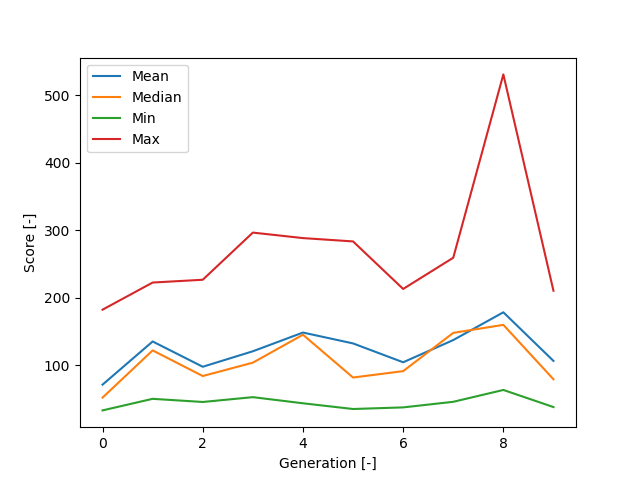 Mean
Median
Min
Max
500
400
300
200
100
Score [-]
0 2 4 6 8
Generation [-]